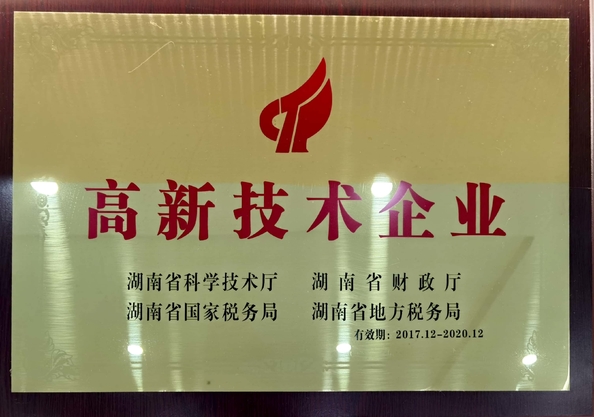 高新技术企业
湖南省科学技术厅 湖南省财政厅
湖南省国家税务局 湖南省地方税务局
有效期：2017.12-2020.12